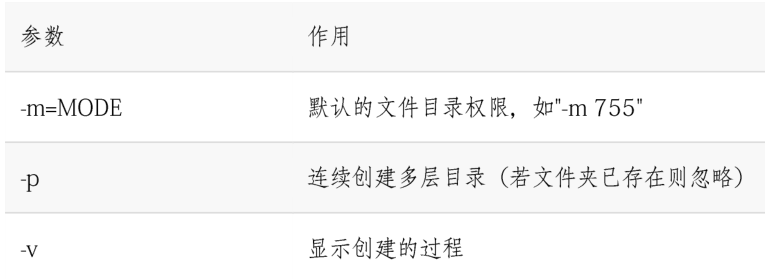 参数 作用
-m=MODE 默认的文件目录权限，如"-m 755"
-p 连续创建多层目录（若文件夹已存在则忽略）
-v 显示创建的过程